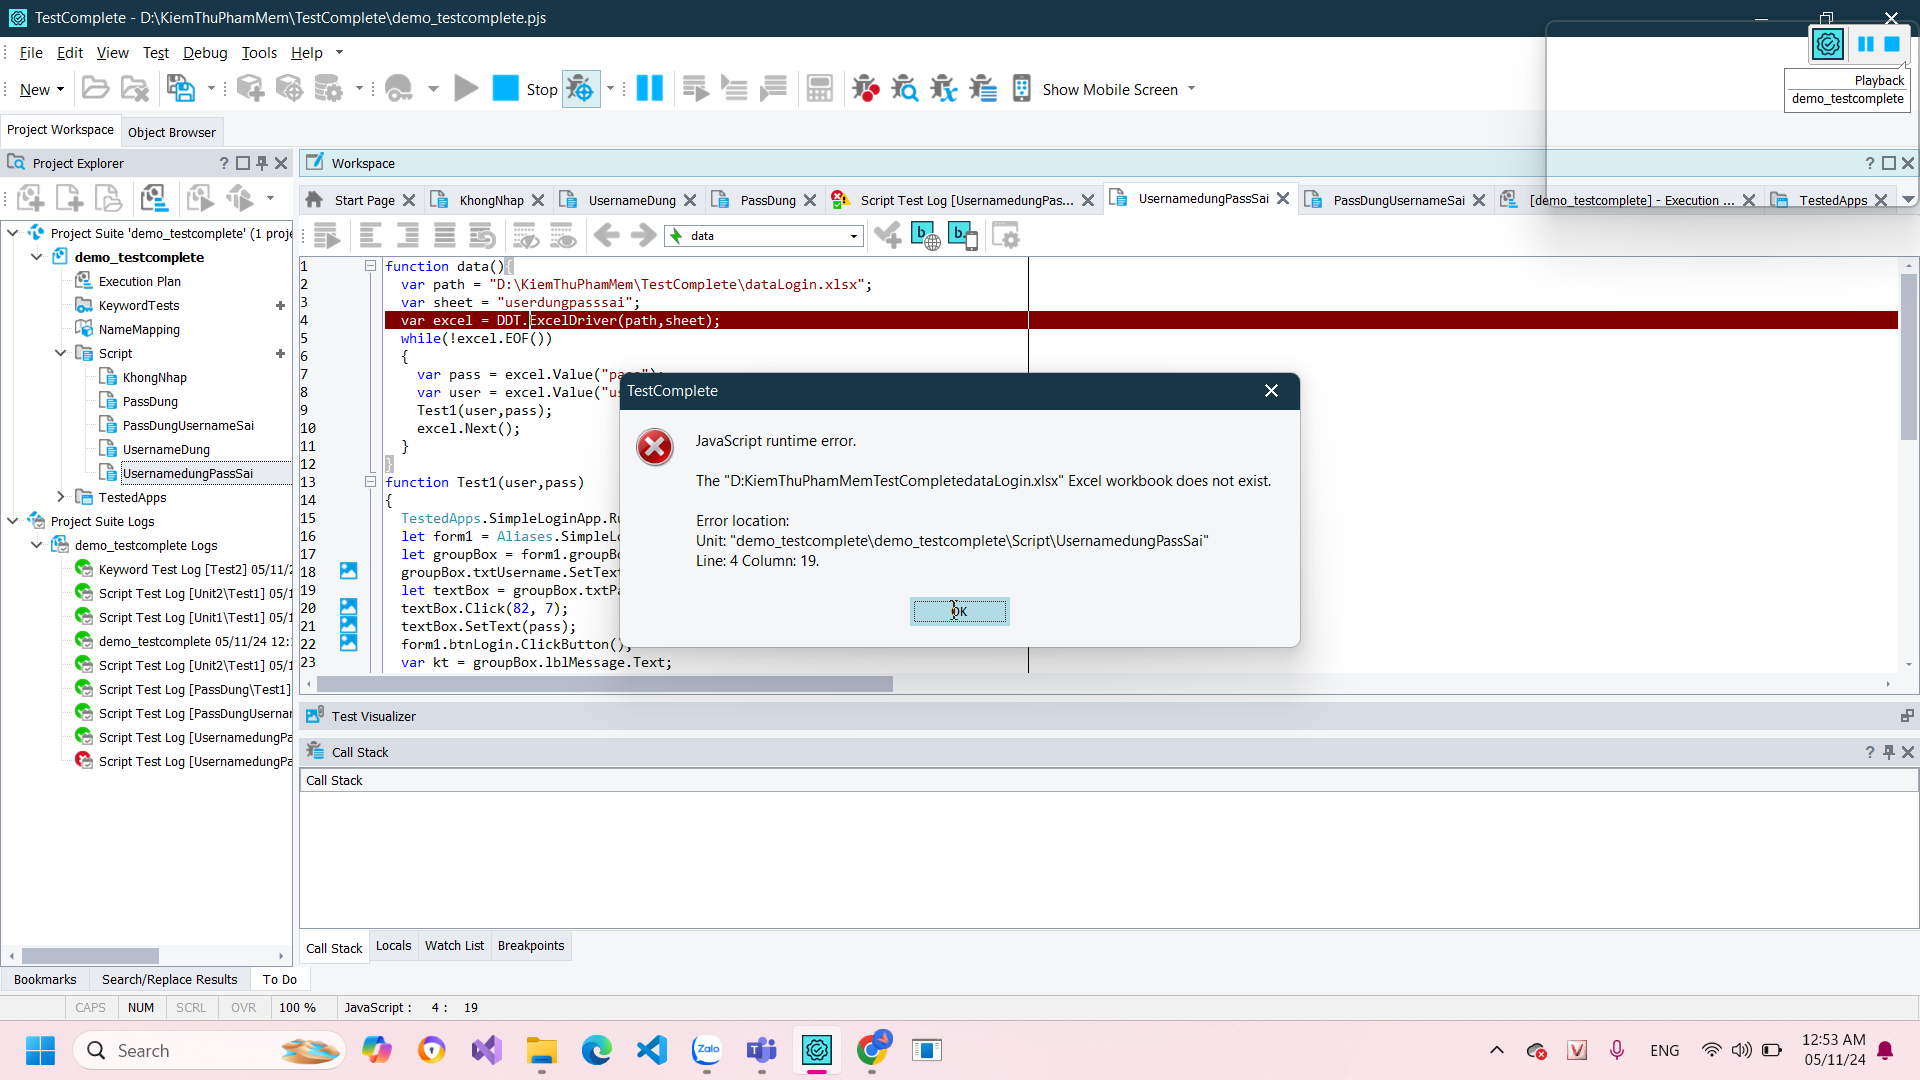 TestComplete - D:\KiemThuPhamMem\TestComplete\demo_testcomplete.pjs
File Edit View Test Debug Tools Help
New Stop Show Mobile Screen
Playback
demo_testcomplete
Project Workspace Object Browser
Project Explorer
Project Suite 'demo_testcomplete' (1 proje
demo_testcomplete
Execution Plan
KeywordTests
NameMapping
Script
KhongNhap
PassDung
PassDungUsernameSai
UsernameDung
UsernamedungPassSai
TestedApps
Project Suite Logs
demo_testcomplete Logs
Keyword Test Log [Test2] 05/11/2
Script Test Log [Unit2\Test1] 05/1
Script Test Log [Unit1\Test1] 05/1
demo_testcomplete 05/11/24 12:
Script Test Log [Unit2\Test1] 05/1
Script Test Log [PassDung\Test1]
Script Test Log [PassDungUsernar
Script Test Log [UsernamedungPa
Script Test Log [UsernamedungPa
Workspace
Start Page KhongNhap UsernameDung PassDung Script Test Log [UsernamedungPas... UsernamedungPassSai PassDungUsernameSai [demo_testcomplete] - Execution ... TestedApps
data
1 function data(){
2 var path = "D:\KiemThuPhamMem\TestComplete\dataLogin.xlsx";
3 var sheet = "userdungpasssai";
4 var excel = DDT.ExcelDriver(path,sheet);
5 while(!excel.EOF())
6 {
7 var pass = excel.Value("pass");
8 var user = excel.Value("us
9 Test1(user,pass);
10 excel.Next();
11 }
12 }
13 function Test1(user,pass)
14 {
15 TestedApps.SimpleLoginApp.Ru
16 let form1 = Aliases.SimpleLo
17 let groupBox = form1.groupBo
18 groupBox.txtUsername.SetText
19 let textBox = groupBox.txtPa
20 textBox.Click(82, 7);
21 textBox.SetText(pass);
22 form1.btnLogin.ClickButton();
23 var kt = groupBox.lblMessage.Text;
TestComplete
JavaScript runtime error.
The "D:KiemThuPhamMemTestCompletedataLogin.xlsx" Excel workbook does not exist.
Error location:
Unit: "demo_testcomplete\demo_testcomplete\Script\UsernamedungPassSai"
Line: 4 Column: 19.
OK
Test Visualizer
Call Stack
Call Stack
Call Stack Locals Watch List Breakpoints
Bookmarks Search/Replace Results To Do
CAPS NUM SCRL OVR 100 % JavaScript : 4 : 19
Search
Zalo
ENG
12:53 AM
05/11/24